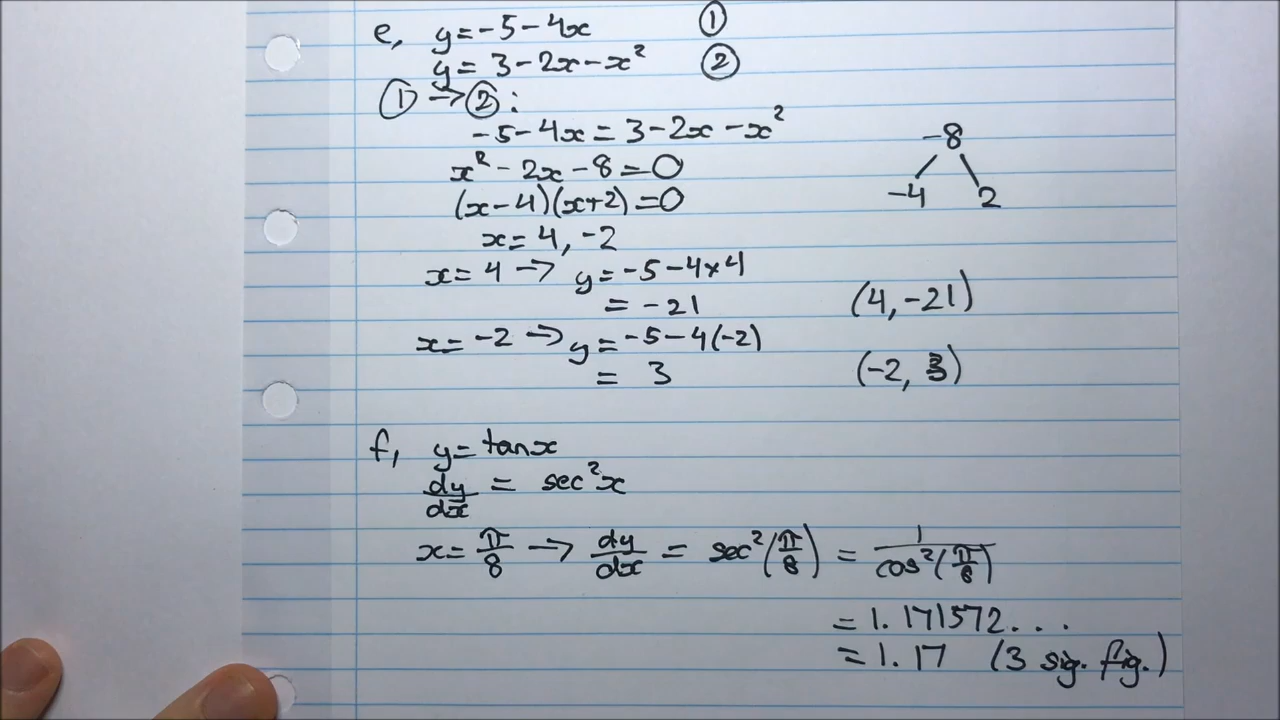 e, y = -5 - 4x ①
y = 3 - 2x - x²
②
① → ② :
-5 - 4x = 3 - 2x - x²
x² - 2x - 8 = 0
(x - 4)(x + 2) = 0
x = 4, -2
-8
-4 2
x = 4 → y = -5 - 4 × 4
= -21 (4, -21)
x = -2 → y = -5 - 4(-2)
= 3 (-2, 3)
f, y = tan x
dy/dx = sec² x
x = π/8 → dy/dx = sec²(π/8) = 1/cos²(π/8)
= 1.171572...
= 1.17 (3 sig. fig.)